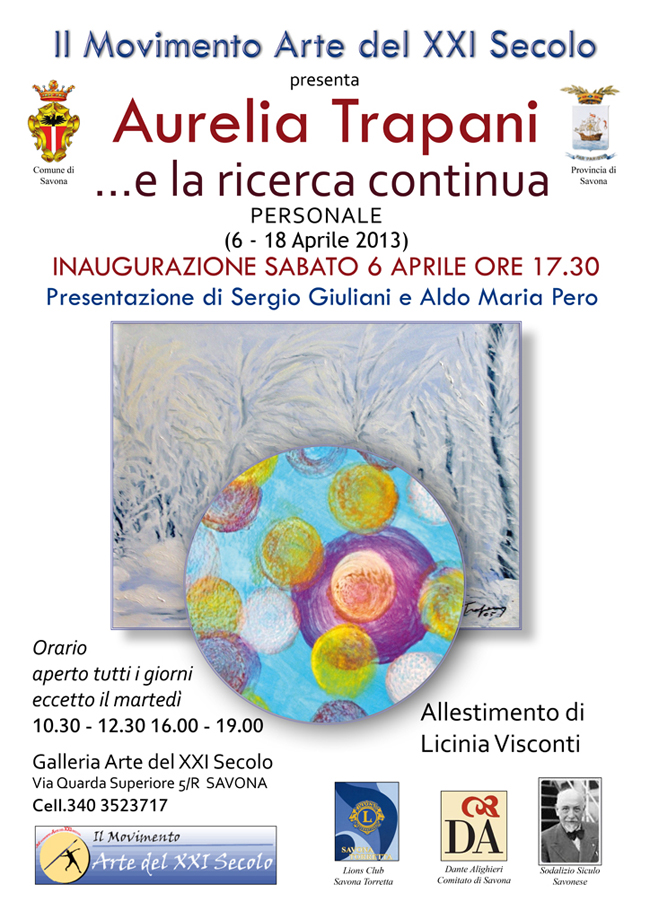 Il Movimento Arte del XXI Secolo
presenta
Aurelia Trapani
...e la ricerca continua
Comune di
Savona
Provincia di
Savona
PERSONALE
(6 - 18 Aprile 2013)
INAUGURAZIONE SABATO 6 APRILE ORE 17.30
Presentazione di Sergio Giuliani e Aldo Maria Pero
Orario
aperto tutti i giorni
eccetto il martedì
10.30 - 12.30 16.00 - 19.00
Allestimento di
Licinia Visconti
Galleria Arte del XXI Secolo
Via Quarda Superiore 5/R SAVONA
Cell.340 3523717
Il Movimento
Arte del XXI Secolo
L
SAVONA
TORRETTA
Lions Club
Savona Torretta
DA
Dante Alighieri
Comitato di Savona
Sodalizio Siculo
Savonese